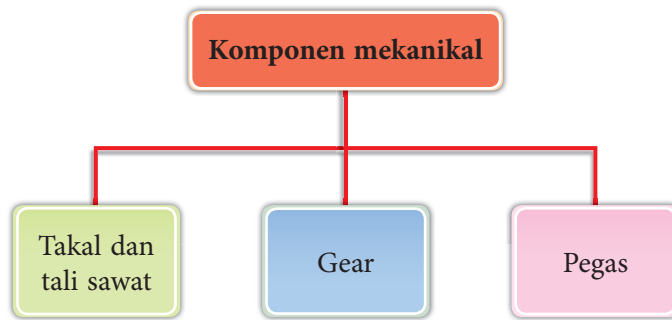 Komponen mekanikal
Takal dan
tali sawat
Gear
Pegas